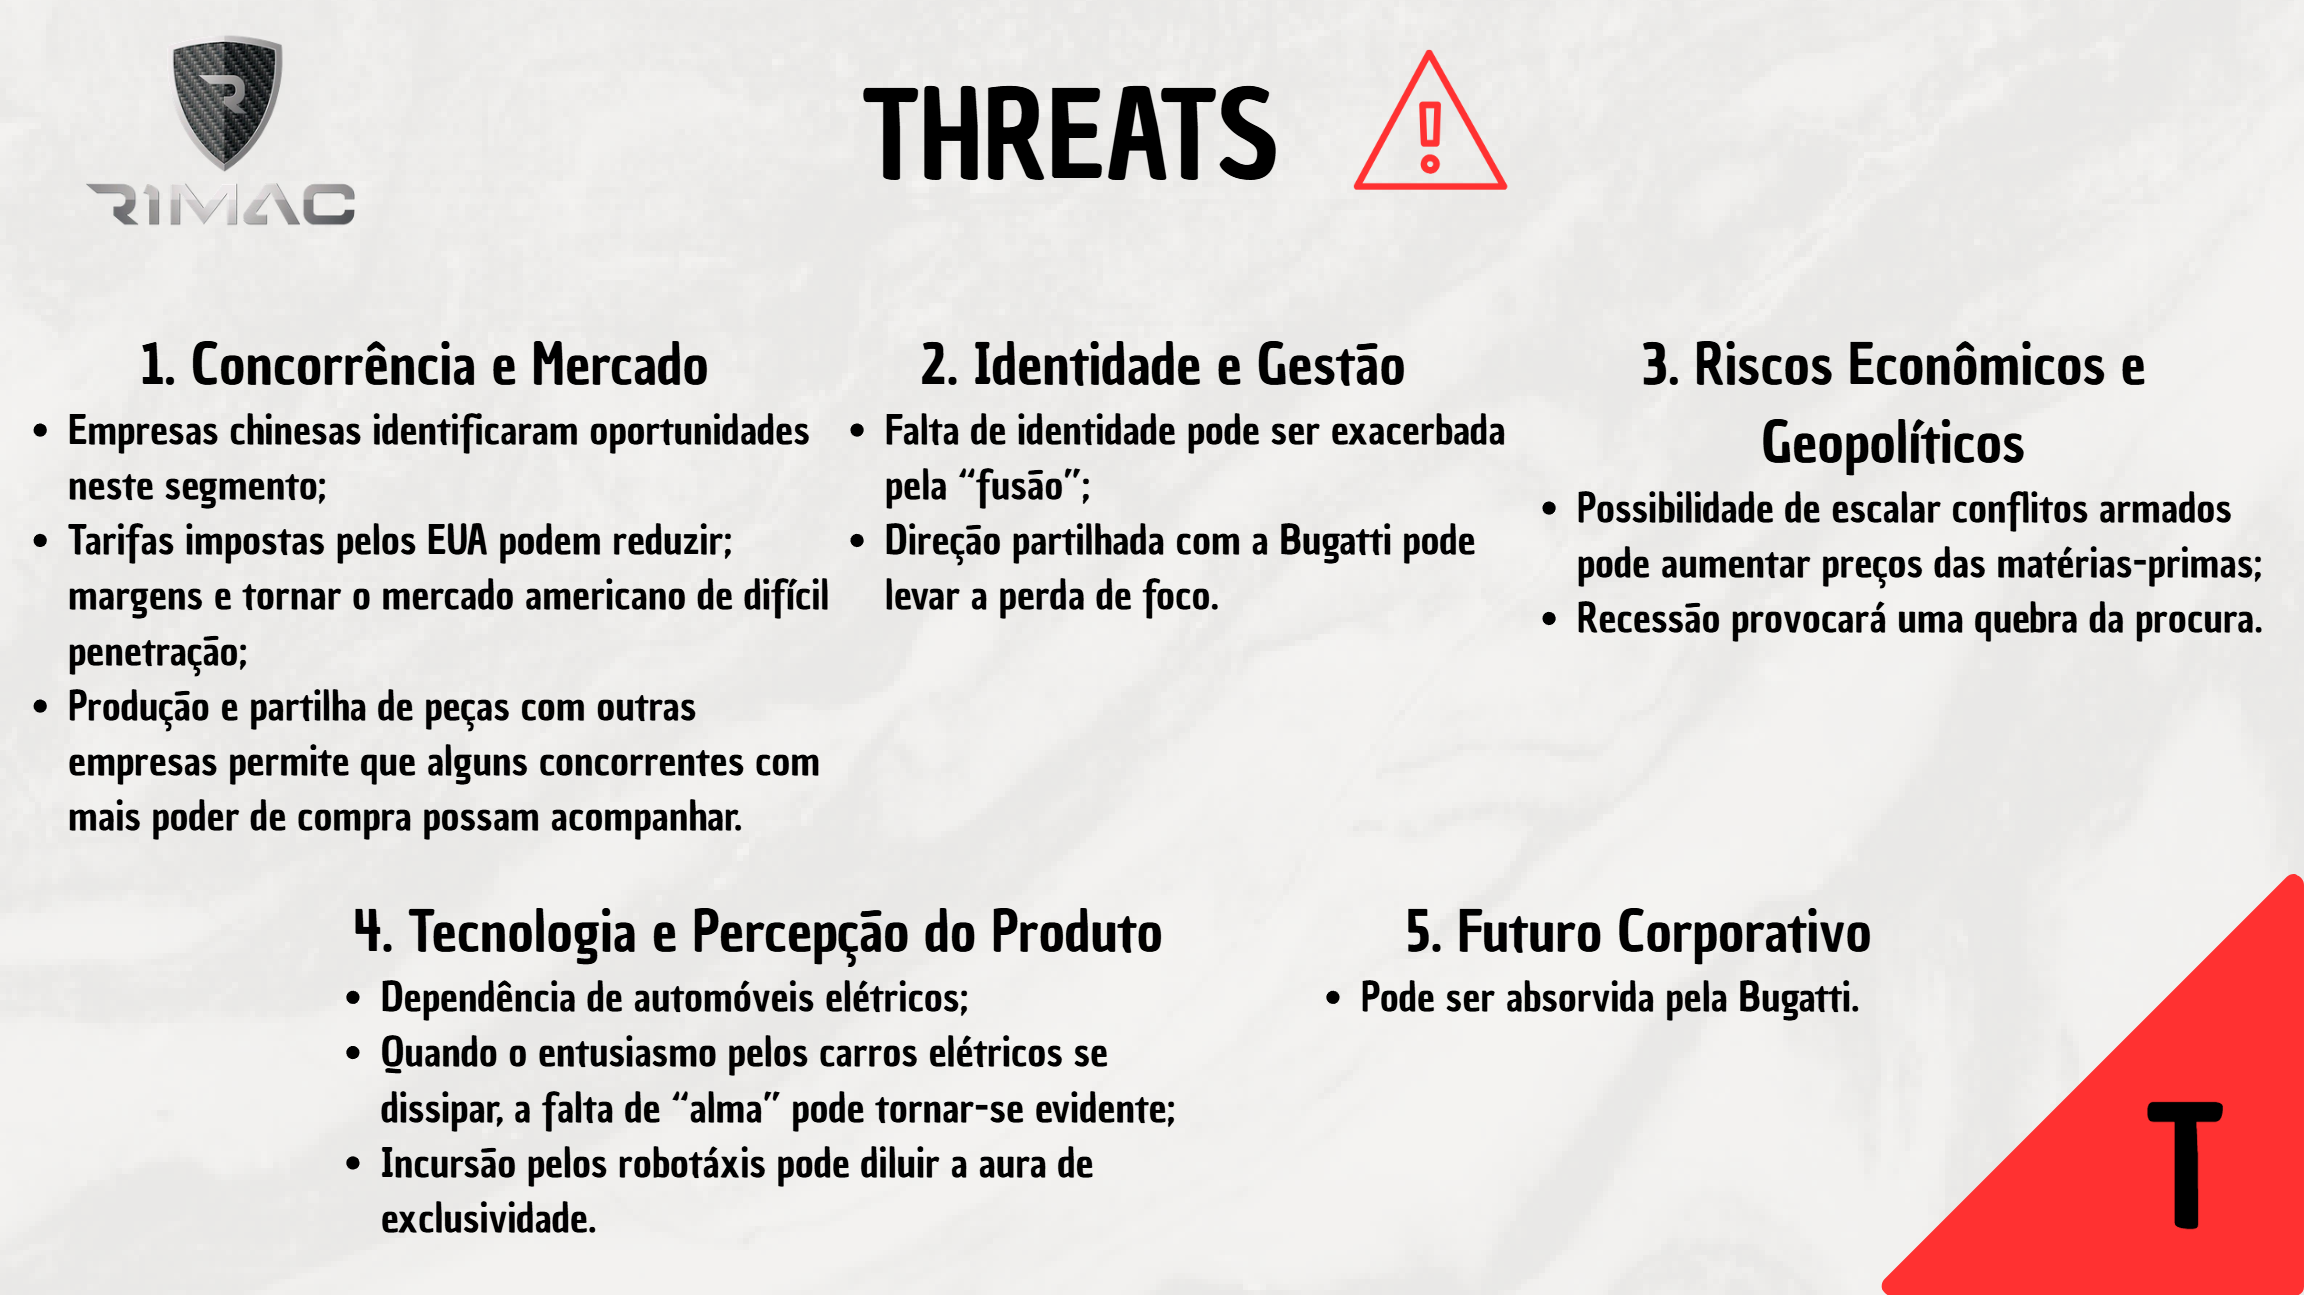 R
R1MAC
THREATS
!
1. Concorrência e Mercado
• Empresas chinesas identificaram oportunidades
neste segmento;
• Tarifas impostas pelos EUA podem reduzir;
margens e tornar o mercado americano de difícil
penetração;
• Produção e partilha de peças com outras
empresas permite que alguns concorrentes com
mais poder de compra possam acompanhar.
2. Identidade e Gestão
• Falta de identidade pode ser exacerbada
pela “fusão”;
• Direção partilhada com a Bugatti pode
levar a perda de foco.
3. Riscos Econômicos e
Geopolíticos
• Possibilidade de escalar conflitos armados
pode aumentar preços das matérias-primas;
• Recessão provocará uma quebra da procura.
4. Tecnologia e Percepção do Produto
• Dependência de automóveis elétricos;
• Quando o entusiasmo pelos carros elétricos se
dissipar, a falta de “alma” pode tornar-se evidente;
• Incursão pelos robotáxis pode diluir a aura de
exclusividade.
5. Futuro Corporativo
• Pode ser absorvida pela Bugatti.
T